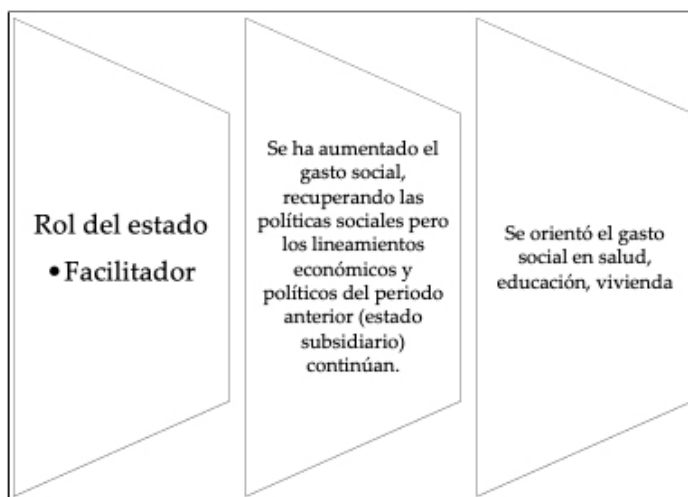 Rol del estado
•Facilitador
Se ha aumentado el
gasto social,
recuperando las
políticas sociales pero
los lineamientos
económicos y
políticos del periodo
anterior (estado
subsidiario)
continúan.
Se orientó el gasto
social en salud,
educación, vivienda